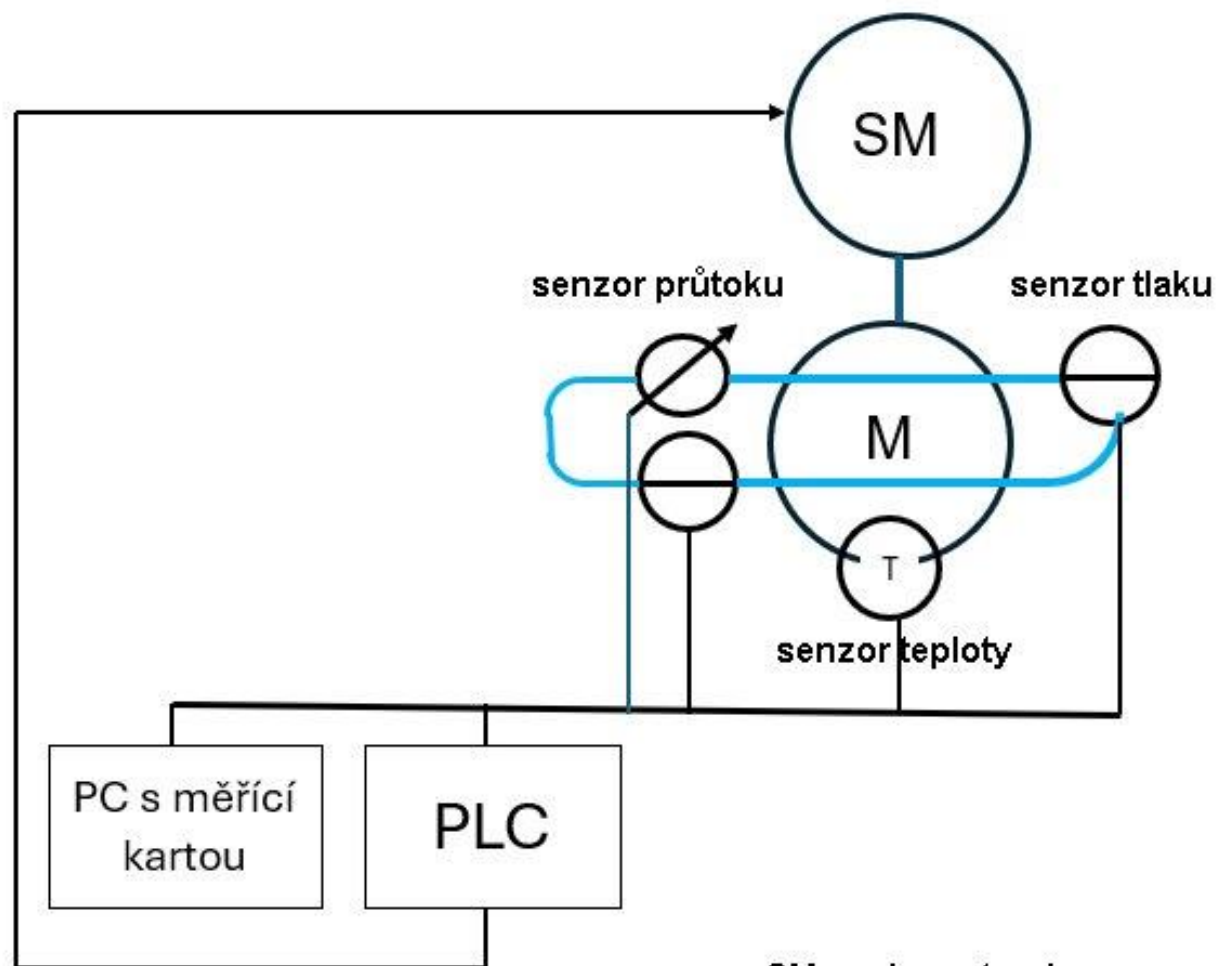 SM
senzor průtoku
senzor tlaku
M
T
senzor teploty
PC s měřící
kartou
PLC